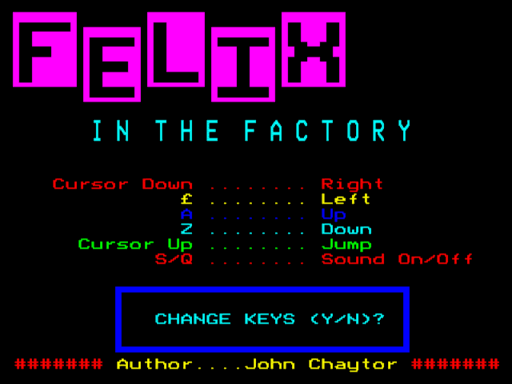 FELIX
IN THE FACTORY
Cursor Down ........ Right
£ ........ Left
A ........ Up
Z ........ Down
Cursor Up ........ Jump
S/Q ........ Sound On/Off
CHANGE KEYS (Y/N)?
####### Author....John Chaytor #######